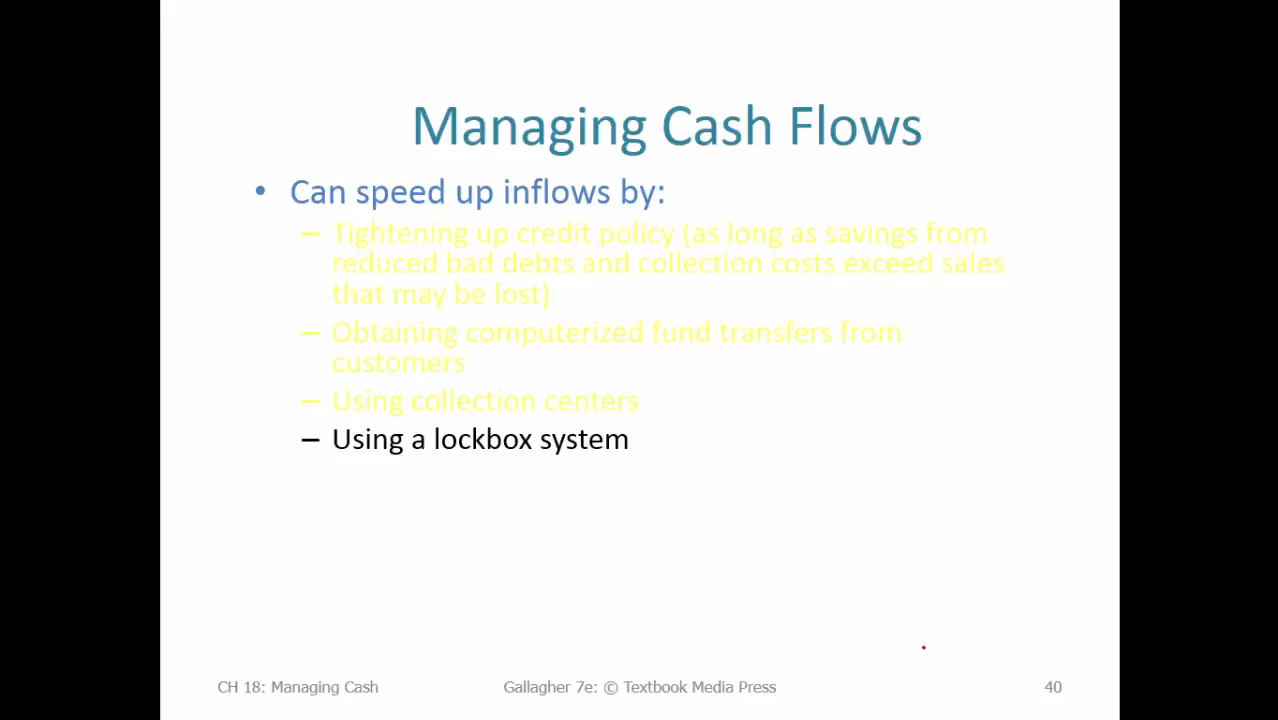 Managing Cash Flows
• Can speed up inflows by:
– Tightening up credit policy (as long as savings from
reduced bad debts and collection costs exceed sales
that may be lost)
– Obtaining computerized fund transfers from
customers
– Using collection centers
– Using a lockbox system
CH 18: Managing Cash
Gallagher 7e: © Textbook Media Press
40